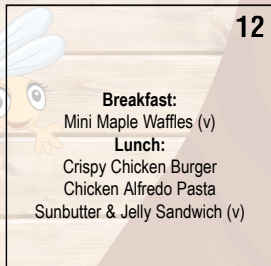 12
Breakfast:
Mini Maple Waffles (v)
Lunch:
Crispy Chicken Burger
Chicken Alfredo Pasta
Sunbutter & Jelly Sandwich (v)